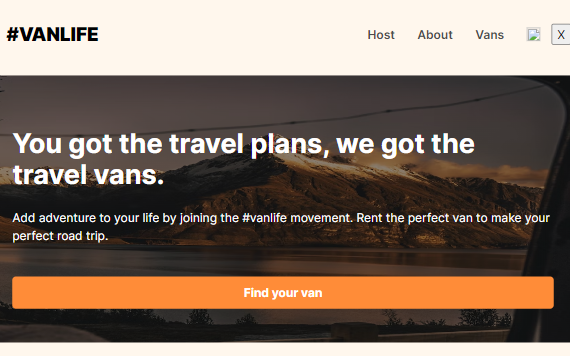 #VANLIFE
Host About Vans X
You got the travel plans, we got the
travel vans.
Add adventure to your life by joining the #vanlife movement. Rent the perfect van to make your
perfect road trip.
Find your van